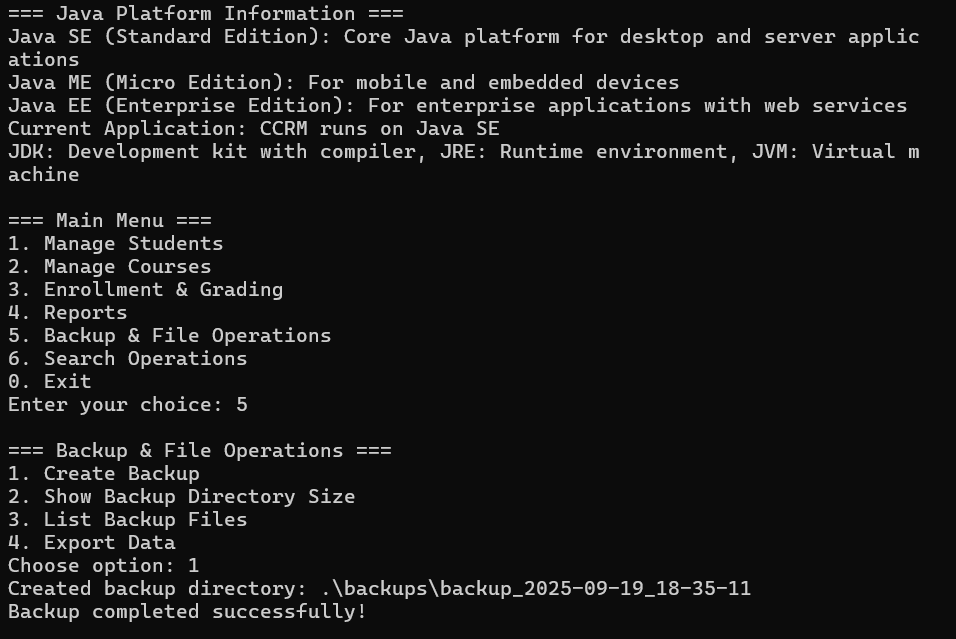 === Java Platform Information ===
Java SE (Standard Edition): Core Java platform for desktop and server applic
ations
Java ME (Micro Edition): For mobile and embedded devices
Java EE (Enterprise Edition): For enterprise applications with web services
Current Application: CCRM runs on Java SE
JDK: Development kit with compiler, JRE: Runtime environment, JVM: Virtual m
achine

=== Main Menu ===
1. Manage Students
2. Manage Courses
3. Enrollment & Grading
4. Reports
5. Backup & File Operations
6. Search Operations
0. Exit
Enter your choice: 5

=== Backup & File Operations ===
1. Create Backup
2. Show Backup Directory Size
3. List Backup Files
4. Export Data
Choose option: 1
Created backup directory: .\backups\backup_2025-09-19_18-35-11
Backup completed successfully!